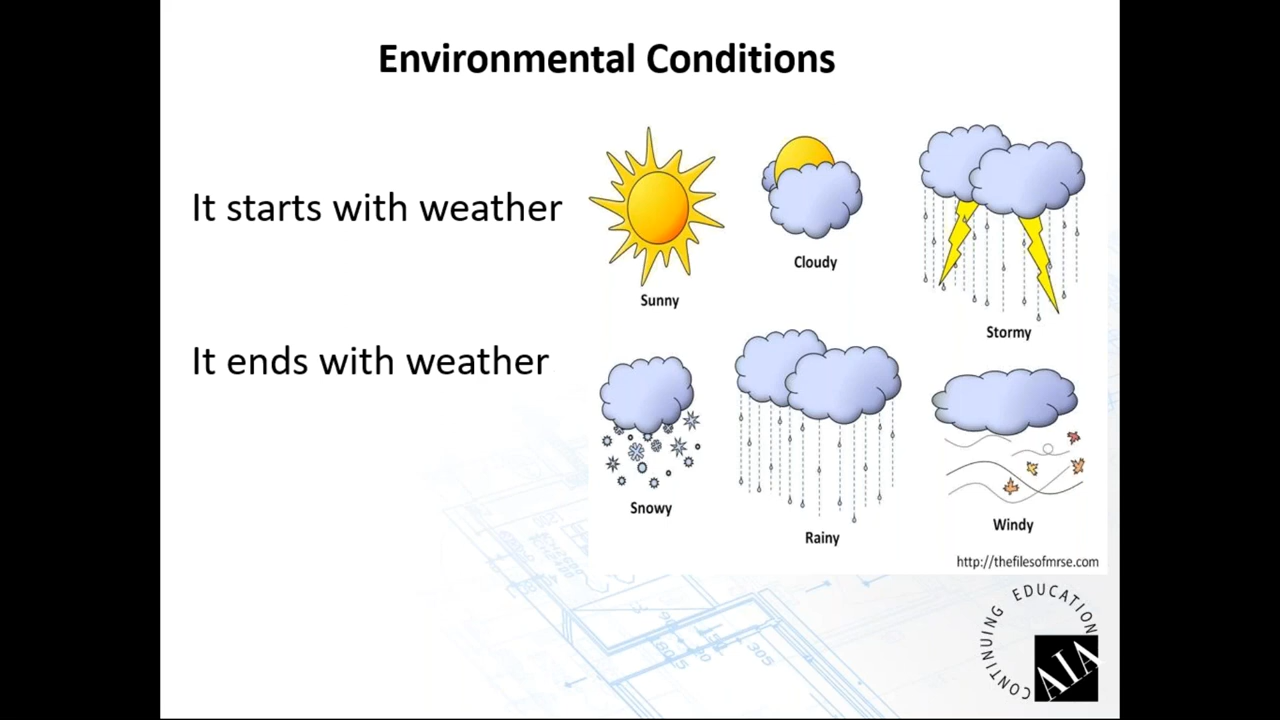 Environmental Conditions
It starts with weather
It ends with weather
Sunny
Cloudy
Stormy
Snowy
Rainy
Windy
http://thefilesofmrse.com
CONTINUING EDUCATION
AIA
305